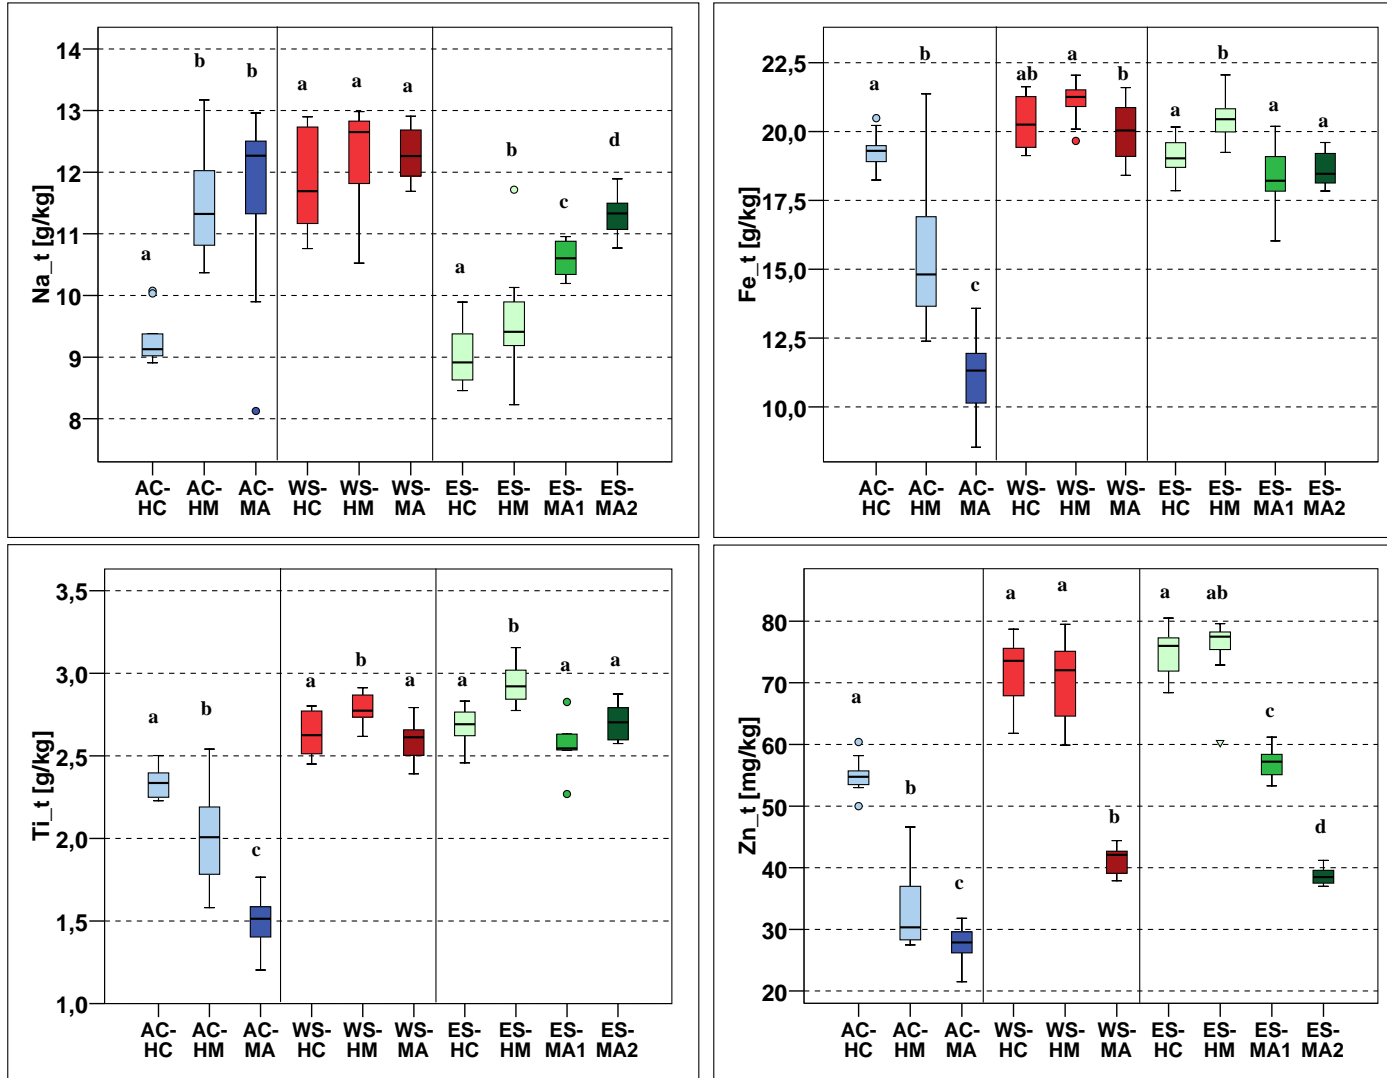 14
13
12
11
10
9
8
Na_t [g/kg]
a b b a a a a b c d
AC-HC AC-HM AC-MA WS-HC WS-HM WS-MA ES-HC ES-HM ES-MA1 ES-MA2
22,5
20,0
17,5
15,0
12,5
10,0
Fe_t [g/kg]
a b c ab a b a b a a
AC-HC AC-HM AC-MA WS-HC WS-HM WS-MA ES-HC ES-HM ES-MA1 ES-MA2
3,5
3,0
2,5
2,0
1,5
1,0
Ti_t [g/kg]
a b c a b a a b a a
AC-HC AC-HM AC-MA WS-HC WS-HM WS-MA ES-HC ES-HM ES-MA1 ES-MA2
80
70
60
50
40
30
20
Zn_t [mg/kg]
a b c a a b a ab c d
AC-HC AC-HM AC-MA WS-HC WS-HM WS-MA ES-HC ES-HM ES-MA1 ES-MA2